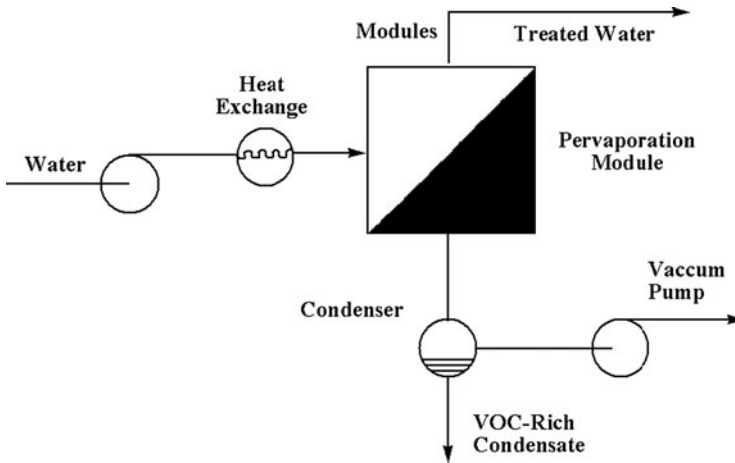 Modules
Treated Water
Heat
Exchange
Water
Pervaporation
Module
Vaccum
Pump
Condenser
VOC-Rich
Condensate